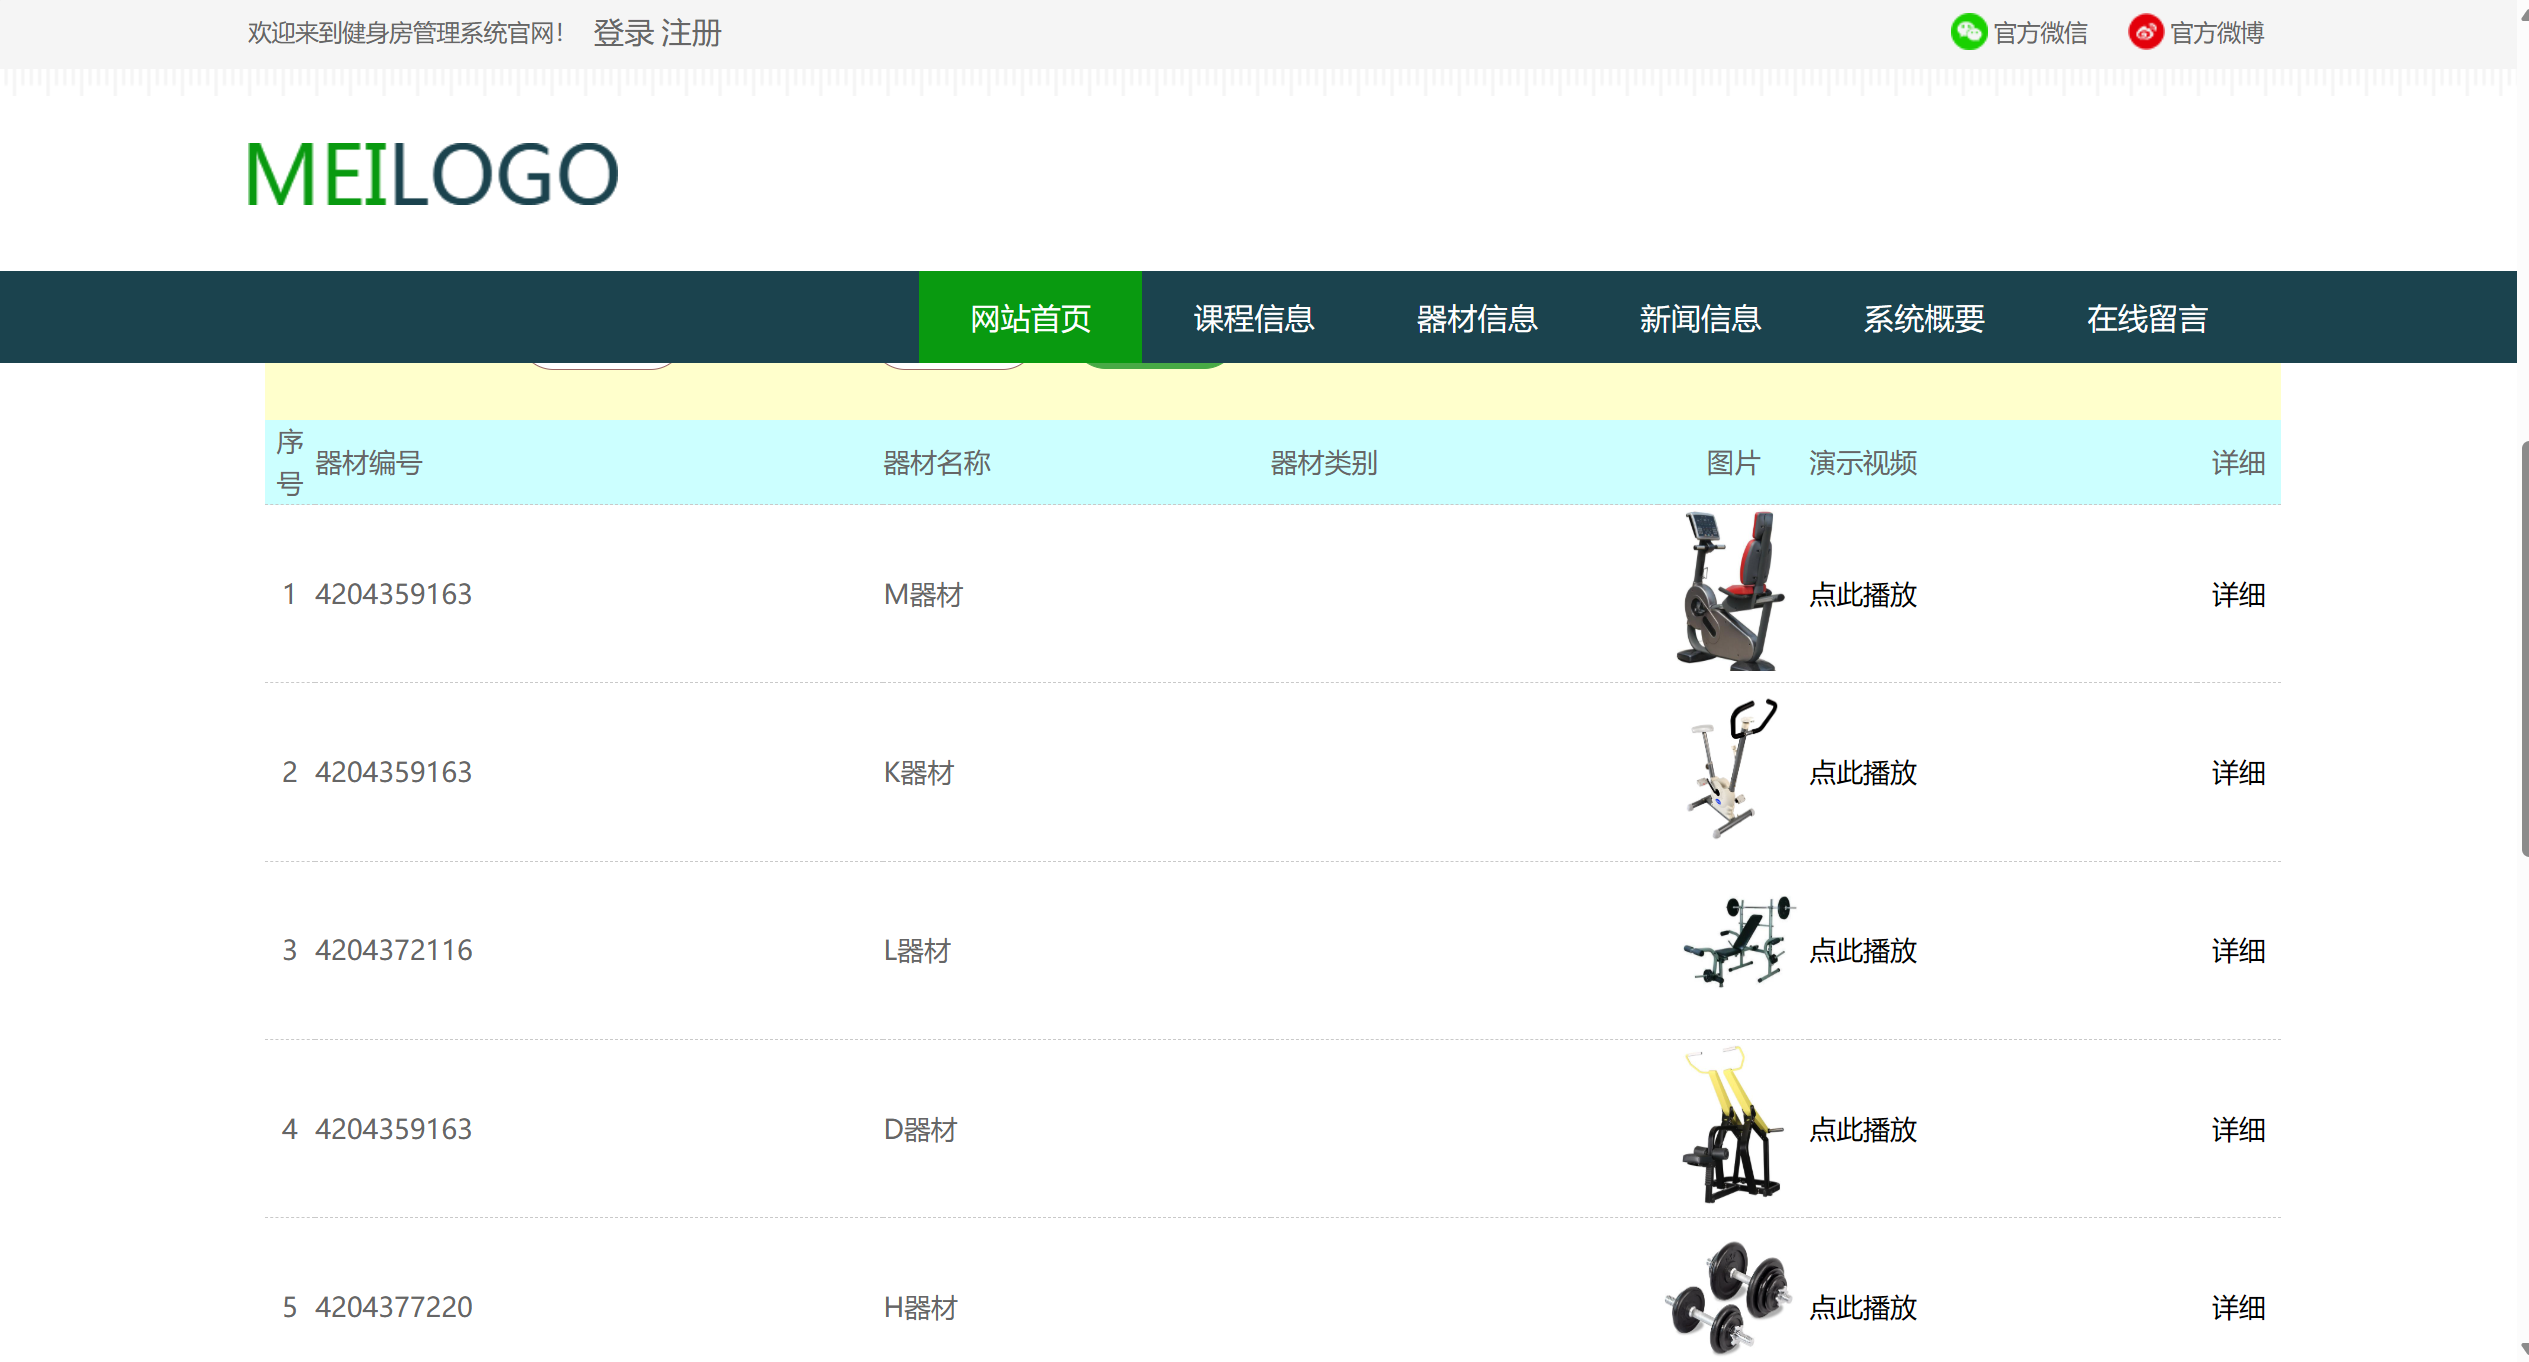 欢迎来到健身房管理系统官网！ 登录 注册 官方微信 官方微博
MEILOGO
网站首页 课程信息 器材信息 新闻信息 系统概要 在线留言
序号 器材编号 器材名称 器材类别 图片 演示视频 详细
1 4204359163 M器材 点此播放 详细
2 4204359163 K器材 点此播放 详细
3 4204372116 L器材 点此播放 详细
4 4204359163 D器材 点此播放 详细
5 4204377220 H器材 点此播放 详细